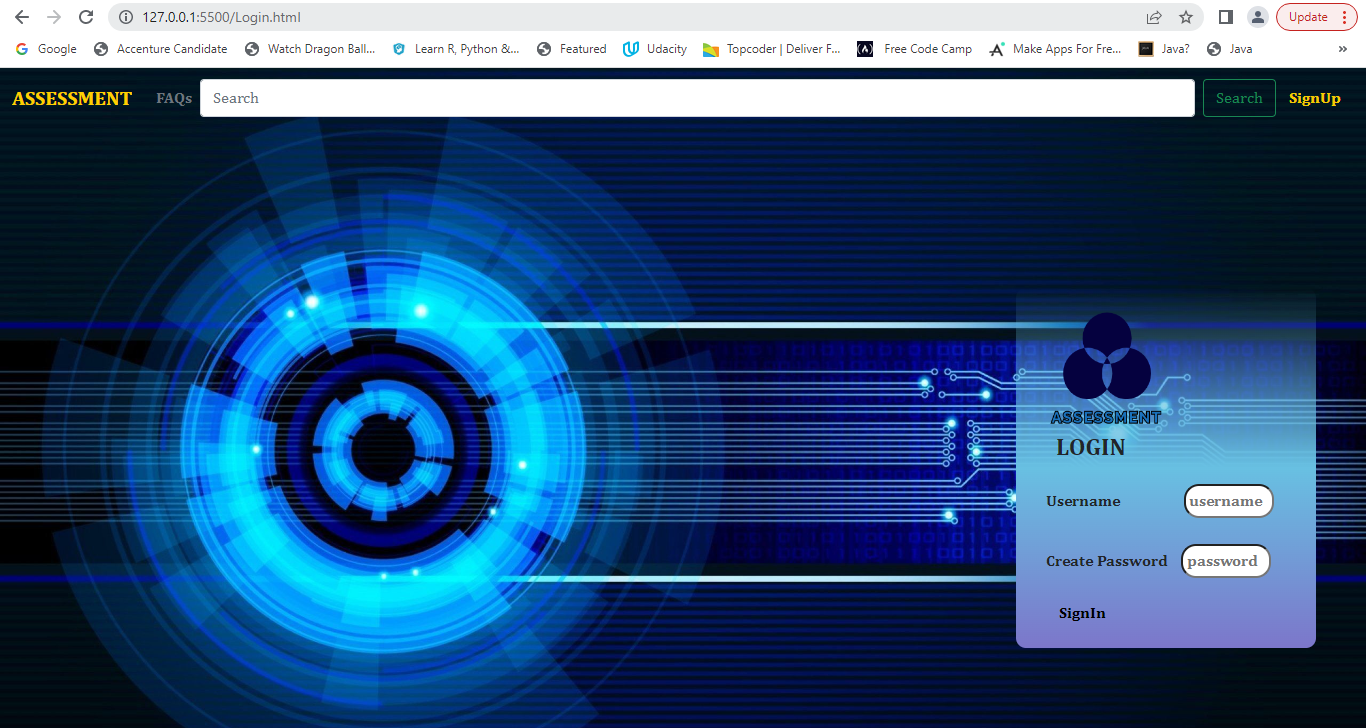 127.0.0.1:5500/Login.html
Update
Google
Accenture Candidate
Watch Dragon Ball...
Learn R, Python &...
Featured
Udacity
Topcoder | Deliver F...
Free Code Camp
Make Apps For Fre...
Java?
Java
»
ASSESSMENT
FAQs
Search
Search
SignUp
ASSESSMENT
LOGIN
Username
username
Create Password
password
SignIn